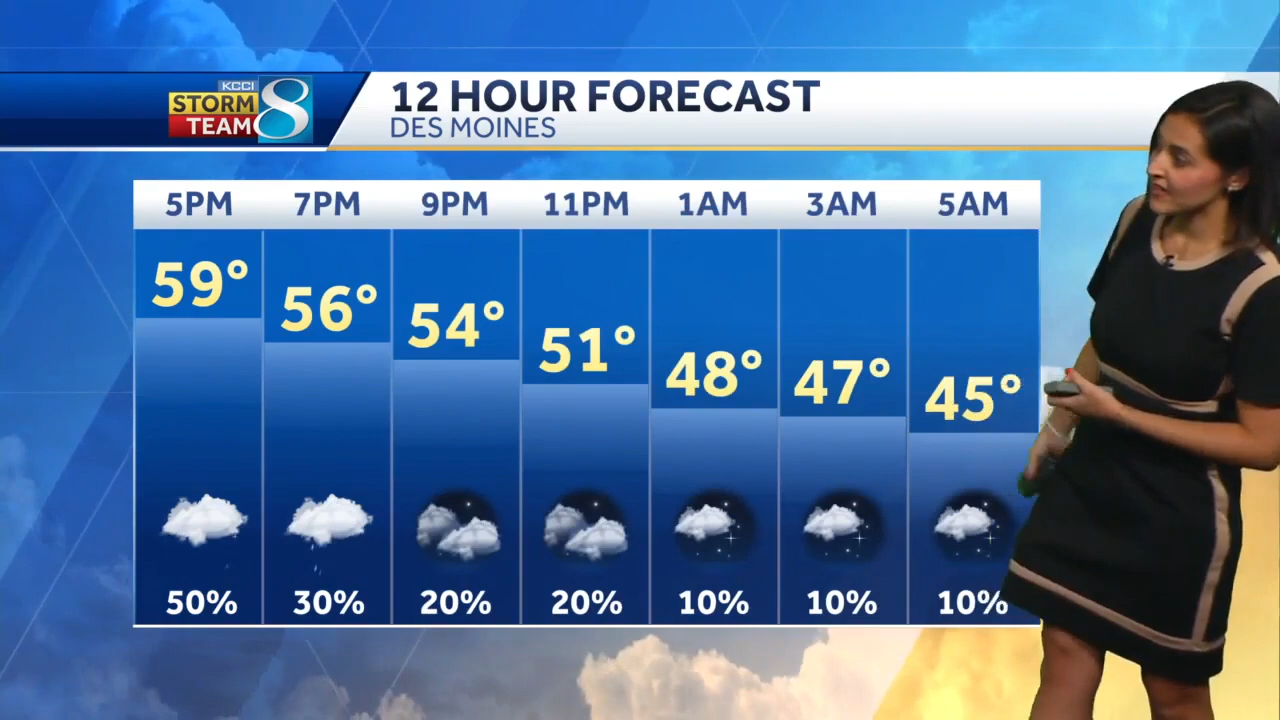 KCCI
STORM
TEAM 8
12 HOUR FORECAST
DES MOINES
5PM 7PM 9PM 11PM 1AM 3AM 5AM
59° 56° 54° 51° 48° 47° 45°
50% 30% 20% 20% 10% 10% 10%